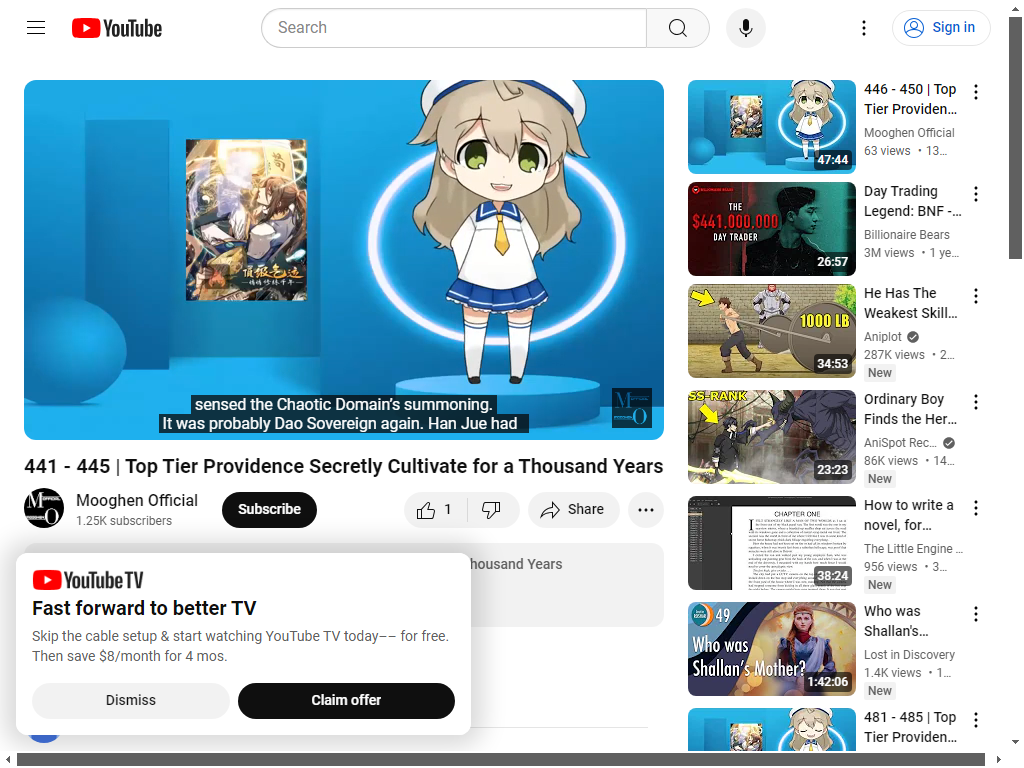 YouTube
Search
Sign in
頂級氣運
sensed the Chaotic Domain's summoning.
It was probably Dao Sovereign again. Han Jue had
441 - 445 | Top Tier Providence Secretly Cultivate for a Thousand Years
Mooghen Official
1.25K subscribers
Subscribe
1
Share
housand Years
YouTube TV
Fast forward to better TV
Skip the cable setup & start watching YouTube TV today–– for free.
Then save $8/month for 4 mos.
Dismiss
Claim offer
47:44
446 - 450 | Top
Tier Providen...
Mooghen Official
63 views • 13...
BILLIONAIRE BEARS
THE
$441,000,000
DAY TRADER
26:57
Day Trading
Legend: BNF -...
Billionaire Bears
3M views • 1 ye...
1000 LB
34:53
He Has The
Weakest Skill...
Aniplot
287K views • 2...
New
SS-RANK
23:23
Ordinary Boy
Finds the Her...
AniSpot Rec...
86K views • 14...
New
CHAPTER ONE
38:24
How to write a
novel, for...
The Little Engine ...
956 views • 3...
New
49
Who was
Shallan's Mother?
1:42:06
Who was
Shallan's...
Lost in Discovery
1.4K views • 1...
New
481 - 485 | Top
Tier Providen...